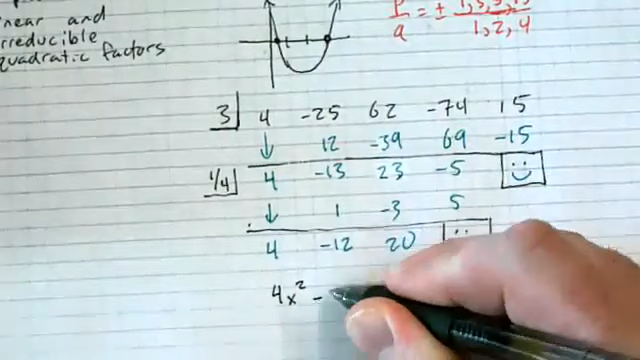 near and
rreducible
quadratic factors
P/q = ± 1, 3, 5, 15 / 1, 2, 4
3 4 -25 62 -74 15
↓ 12 -39 69 -15
1/4 4 -13 23 -5
↓ 1 -3 5
4 -12 20
4x² -